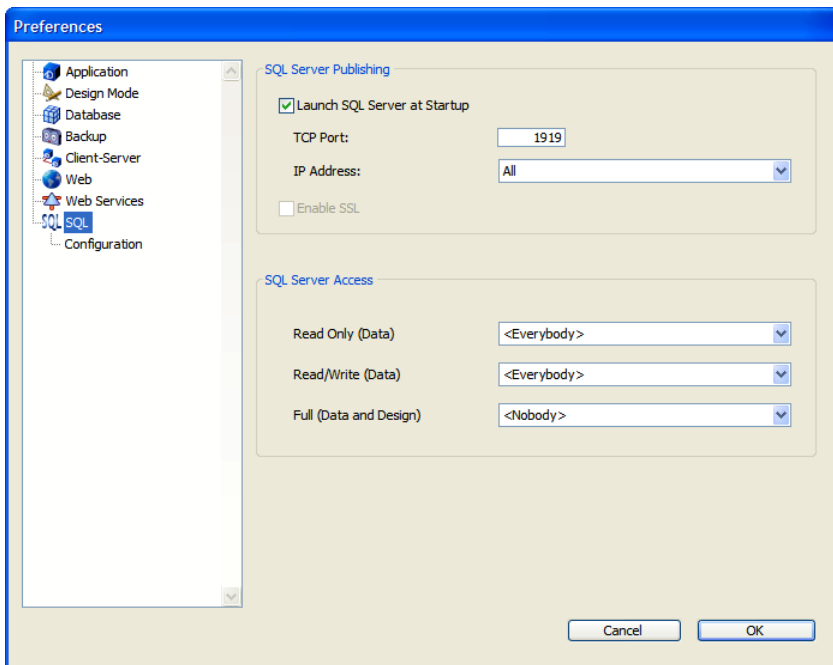 Preferences
Application
Design Mode
Database
Backup
Client-Server
Web
Web Services
SQL SQL
Configuration
SQL Server Publishing
Launch SQL Server at Startup
TCP Port: 1919
IP Address: All
Enable SSL
SQL Server Access
Read Only (Data) <Everybody>
Read/Write (Data) <Everybody>
Full (Data and Design) <Nobody>
Cancel OK